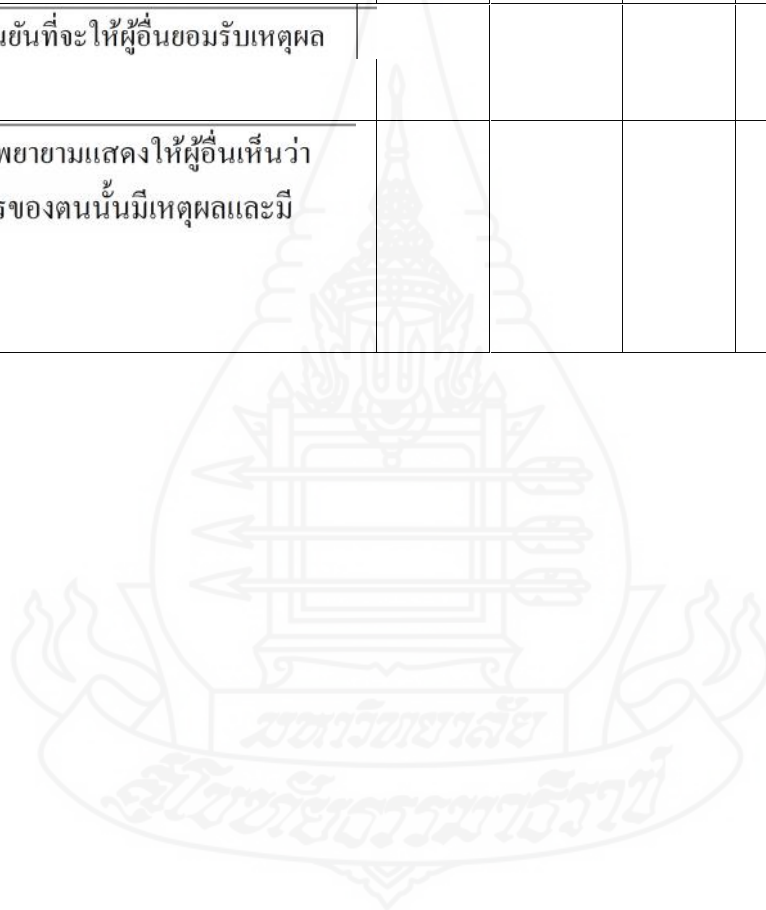 นยันที่จะให้ผู้อื่นยอมรับเหตุผล
พยายามแสดงให้ผู้อื่นเห็นว่า
รของตนนั้นมีเหตุผลและมี
มหาวิทยาลัย
สุโขทัยธรรมาธิราช